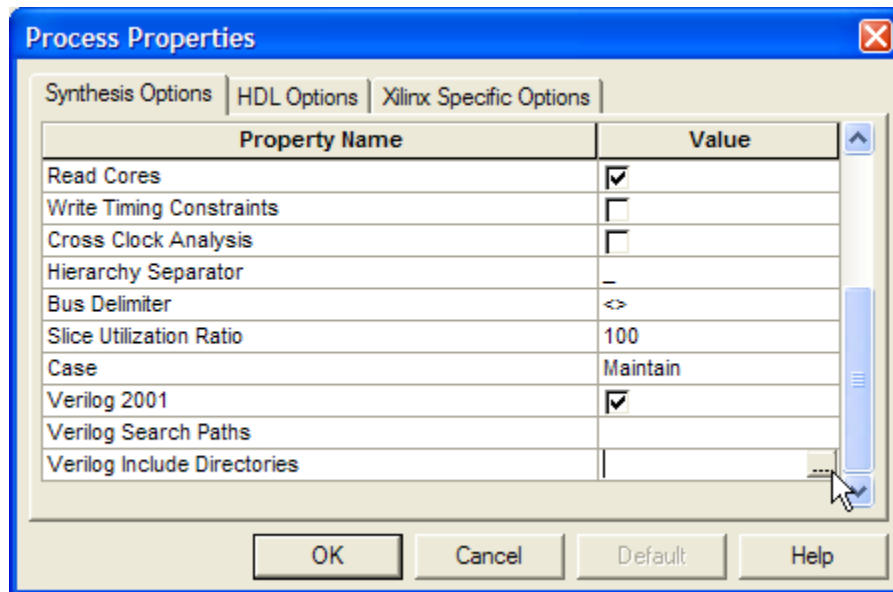 Process Properties
Synthesis Options HDL Options Xilinx Specific Options
Property Name Value
Read Cores
Write Timing Constraints
Cross Clock Analysis
Hierarchy Separator _
Bus Delimiter <>
Slice Utilization Ratio 100
Case Maintain
Verilog 2001
Verilog Search Paths
Verilog Include Directories ...
OK Cancel Default Help